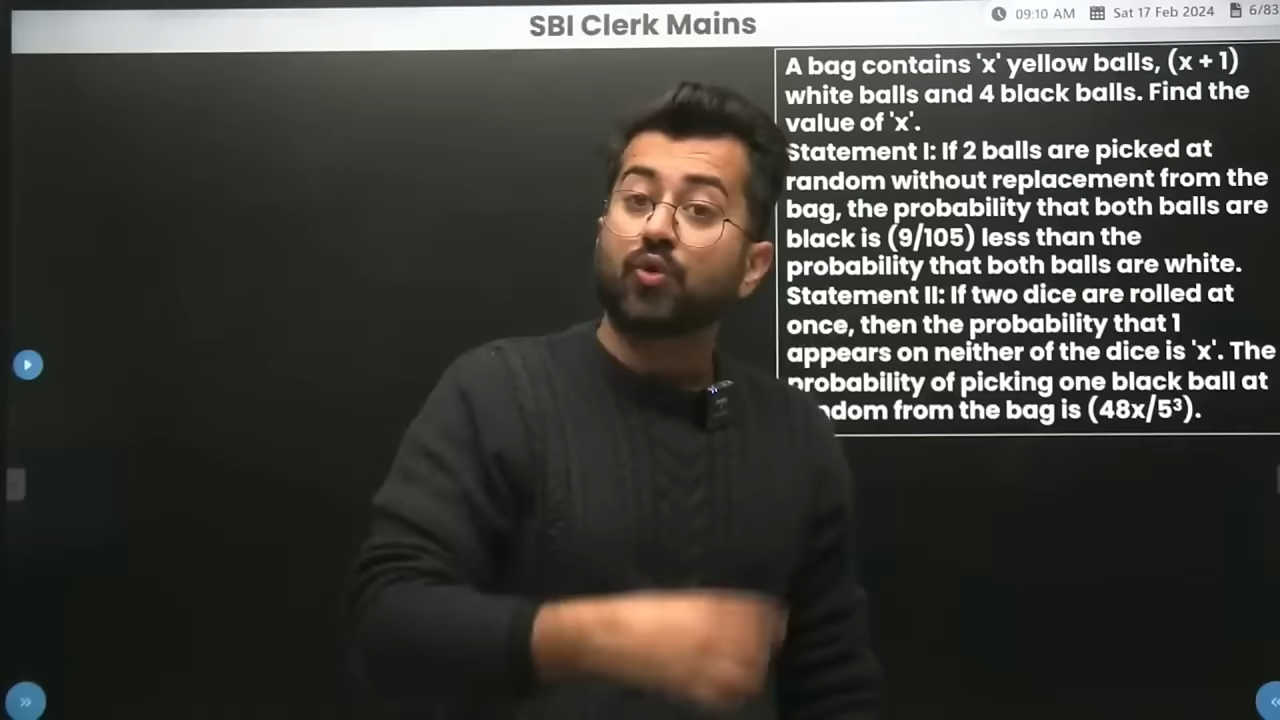 SBI Clerk Mains
09:10 AM Sat 17 Feb 2024 6/83
A bag contains 'x' yellow balls, (x + 1)
white balls and 4 black balls. Find the
value of 'x'.
Statement I: If 2 balls are picked at
random without replacement from the
bag, the probability that both balls are
black is (9/105) less than the
probability that both balls are white.
Statement II: If two dice are rolled at
once, then the probability that 1
appears on neither of the dice is 'x'. The
probability of picking one black ball at
from the bag is (48x/5³).